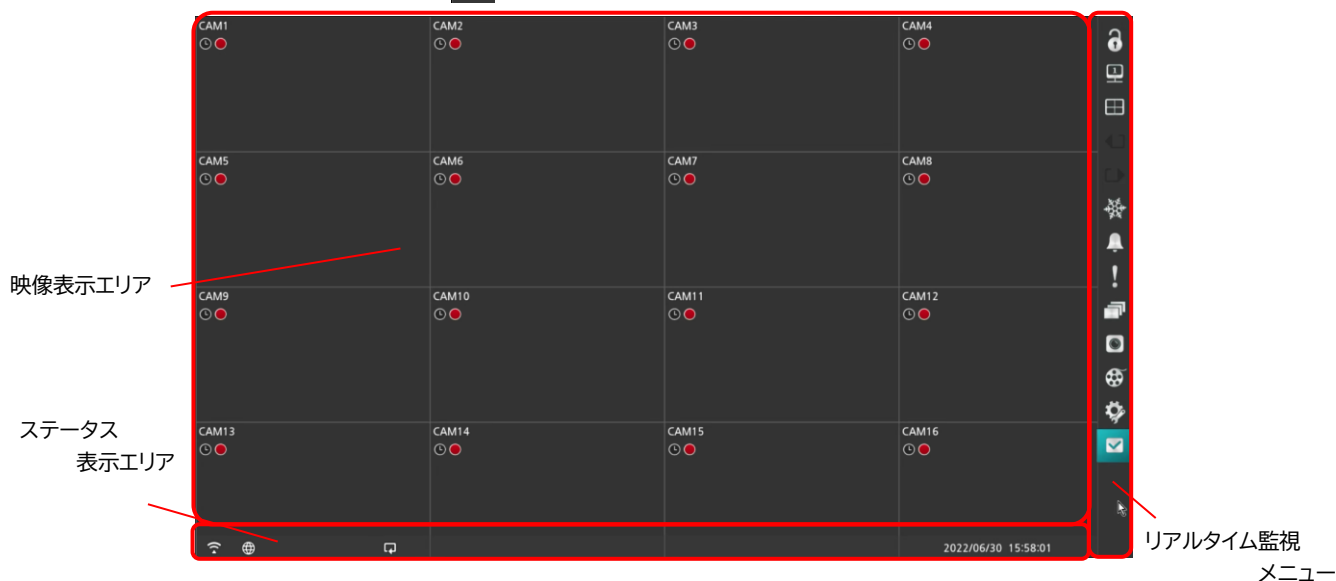 CAM1 CAM2 CAM3 CAM4
1
CAM5 CAM6 CAM7 CAM8
映像表示エリア
CAM9 CAM10 CAM11 CAM12
ステータス
表示エリア
CAM13 CAM14 CAM15 CAM16
2022/06/30 15:58:01
リアルタイム監視
メニュー